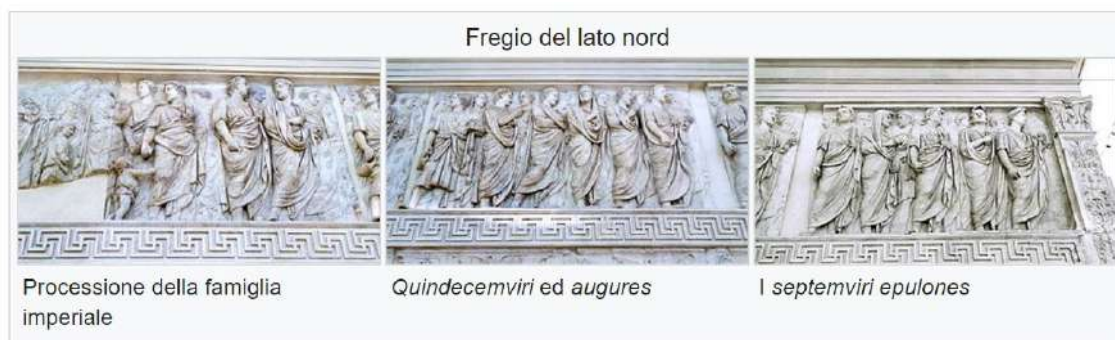 Fregio del lato nord
Processione della famiglia
imperiale
Quindecemviri ed augures
I septemviri epulones